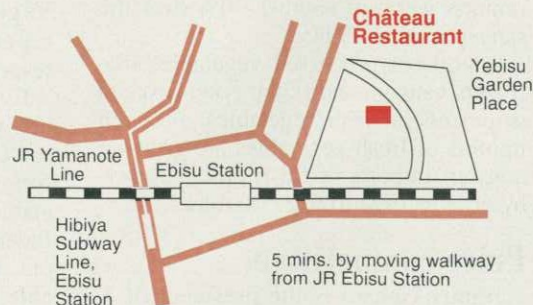 Château
Restaurant
Yebisu
Garden
Place
JR Yamanote
Line
Ebisu Station
Hibiya
Subway
Line,
Ebisu
Station
5 mins. by moving walkway
from JR Ebisu Station